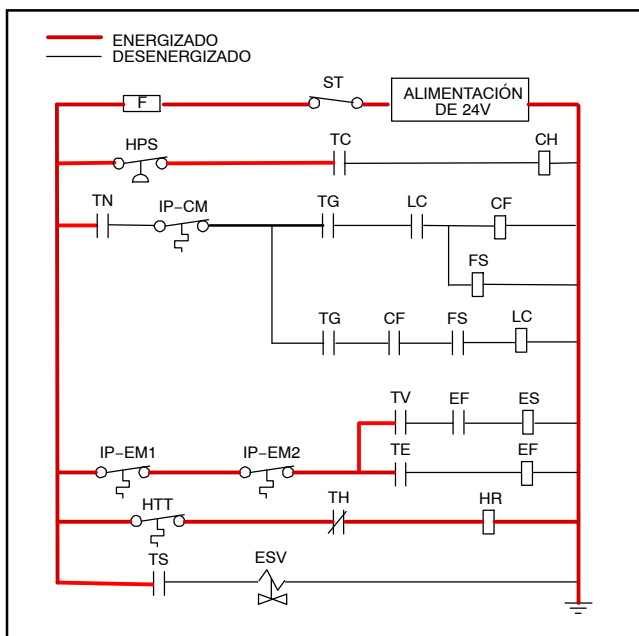 ENERGIZADO
DESENERGIZADO
F
ST
ALIMENTACIÓN
DE 24V
HPS
TC
CH
TN
IP-CM
TG
LC
CF
FS
TG
CF
FS
LC
TV
EF
ES
IP-EM1
IP-EM2
TE
EF
HTT
TH
HR
TS
ESV